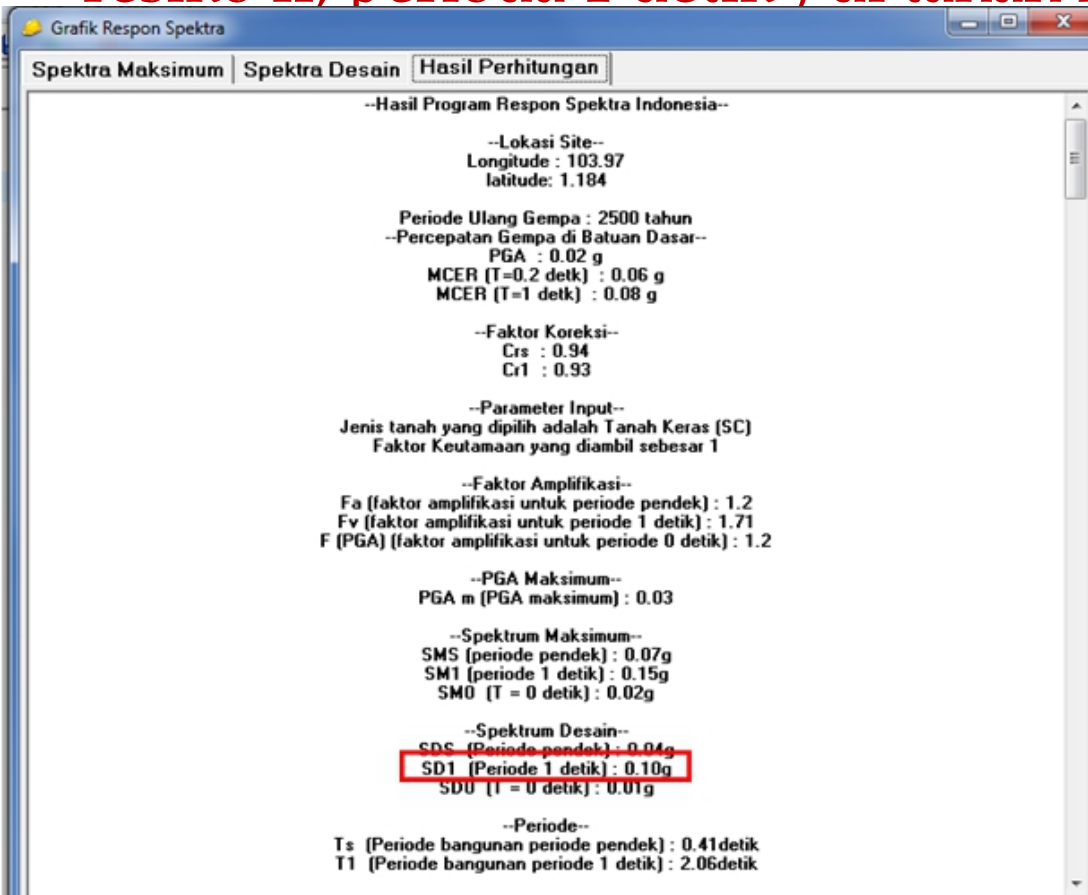 Grafik Respon Spektra
Spektra Maksimum Spektra Desain Hasil Perhitungan
--Hasil Program Respon Spektra Indonesia--
--Lokasi Site--
Longitude : 103.97
latitude: 1.184
Periode Ulang Gempa : 2500 tahun
--Percepatan Gempa di Batuan Dasar--
PGA : 0.02 g
MCER (T=0.2 detk) : 0.06 g
MCER (T=1 detk) : 0.08 g
--Faktor Koreksi--
Crs : 0.94
Cr1 : 0.93
--Parameter Input--
Jenis tanah yang dipilih adalah Tanah Keras (SC)
Faktor Keutamaan yang diambil sebesar 1
--Faktor Amplifikasi--
Fa (faktor amplifikasi untuk periode pendek) : 1.2
Fv (faktor amplifikasi untuk periode 1 detik) : 1.71
F (PGA) (faktor amplifikasi untuk periode 0 detik) : 1.2
--PGA Maksimum--
PGA m (PGA maksimum) : 0.03
--Spektrum Maksimum--
SMS (periode pendek) : 0.07g
SM1 (periode 1 detik) : 0.15g
SM0 (T = 0 detik) : 0.02g
--Spektrum Desain--
SDS (Periode pendek) : 0.04g
SD1 (Periode 1 detik) : 0.10g
SD0 (T = 0 detik) : 0.01g
--Periode--
Ts (Periode bangunan periode pendek) : 0.41detik
T1 (Periode bangunan periode 1 detik) : 2.06detik